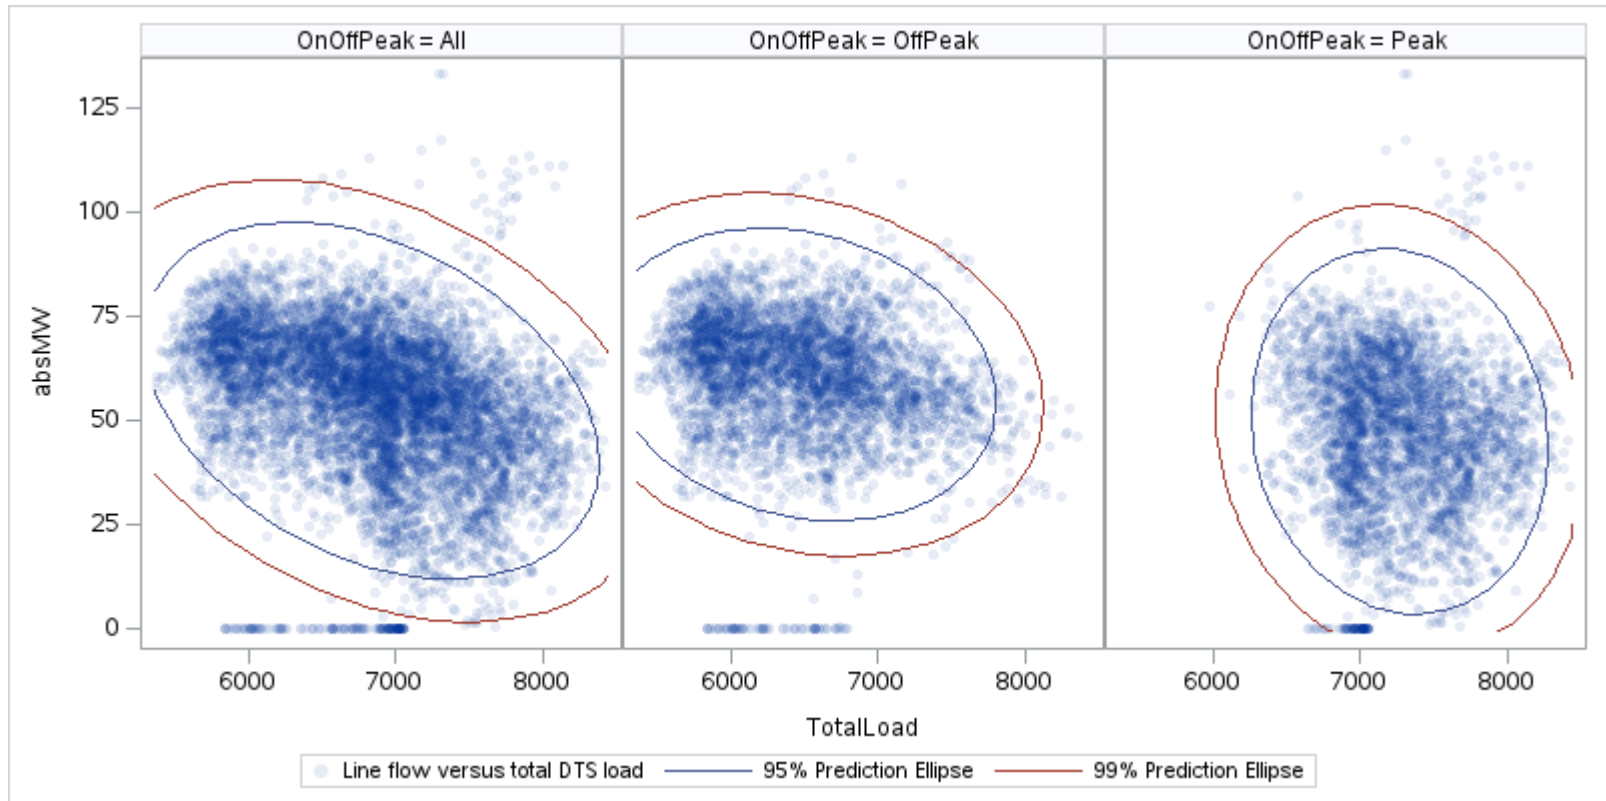 OnOffPeak = All
OnOffPeak = OffPeak
OnOffPeak = Peak
absMW
125
100
75
50
25
0
6000 7000 8000
6000 7000 8000
6000 7000 8000
TotalLoad
Line flow versus total DTS load
95% Prediction Ellipse
99% Prediction Ellipse